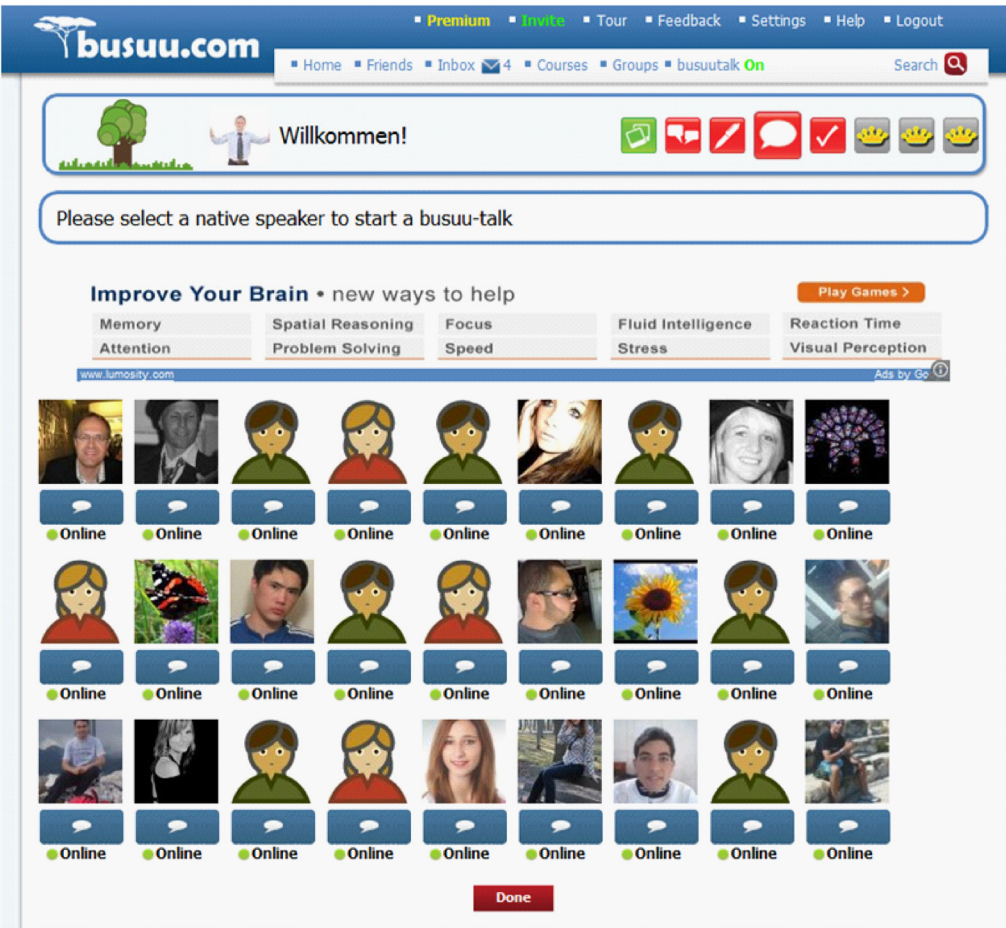 Premium Invite Tour Feedback Settings Help Logout
busuu.com
Home Friends Inbox 4 Courses Groups busuutalk On Search
Willkommen!
Please select a native speaker to start a busuu-talk
Improve Your Brain • new ways to help Play Games >
Memory Spatial Reasoning Focus Fluid Intelligence Reaction Time
Attention Problem Solving Speed Stress Visual Perception
www.lumosity.com Ads by Go
Online Online Online Online Online Online Online Online Online
Online Online Online Online Online Online Online Online Online
Online Online Online Online Online Online Online Online Online
Done